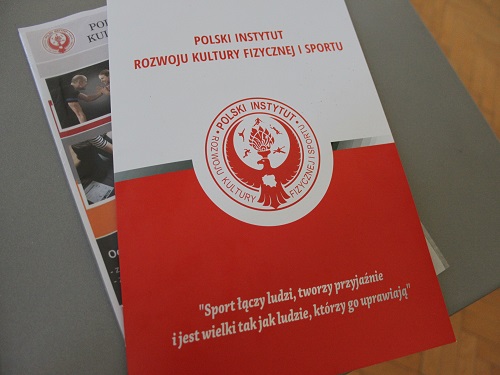 POLSKI INSTYTUT
ROZWOJU KULTURY FIZYCZNEJ I SPORTU
POLSKI INSTYTUT
ROZWOJU KULTURY FIZYCZNEJ I SPORTU
"Sport łączy ludzi, tworzy przyjaźnie
i jest wielki tak jak ludzie, którzy go uprawiają"